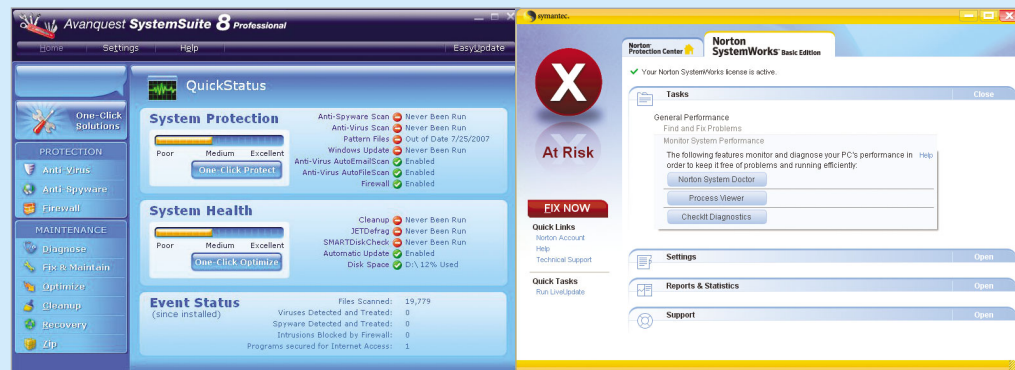 Avanquest SystemSuite 8 Professional
Home Settings Help EasyUpdate
One-Click
Solutions
PROTECTION
Anti-Virus
Anti-Spyware
Firewall
MAINTENANCE
Diagnose
Fix & Maintain
Optimize
Cleanup
Recovery
Zip
QuickStatus
System Protection
Poor Medium Excellent
One-Click Protect
Anti-Spyware Scan Never Been Run
Anti-Virus Scan Never Been Run
Pattern Files Out of Date 7/25/2007
Windows Update Never Been Run
Anti-Virus AutoEmailScan Enabled
Anti-Virus AutoFileScan Enabled
Firewall Enabled
System Health
Poor Medium Excellent
One-Click Optimize
Cleanup Never Been Run
JETDefrag Never Been Run
SMARTDiskCheck Never Been Run
Automatic Update Enabled
Disk Space D:\ 12% Used
Event Status
(since installed)
Files Scanned: 19,779
Viruses Detected and Treated: 0
Spyware Detected and Treated: 0
Intrusions Blocked by Firewall: 0
Programs secured for Internet Access: 1
symantec.
X
At Risk
FIX NOW
Quick Links
Norton Account
Help
Technical Support
Quick Tasks
Run LiveUpdate
Norton
Protection Center
Norton
SystemWorks Basic Edition
Your Norton SystemWorks license is active.
Tasks Close
General Performance
Find and Fix Problems
Monitor System Performance
The following features monitor and diagnose your PC's performance in Help
order to keep it free of problems and running efficiently:
Norton System Doctor
Process Viewer
CheckIt Diagnostics
Settings Open
Reports & Statistics Open
Support Open